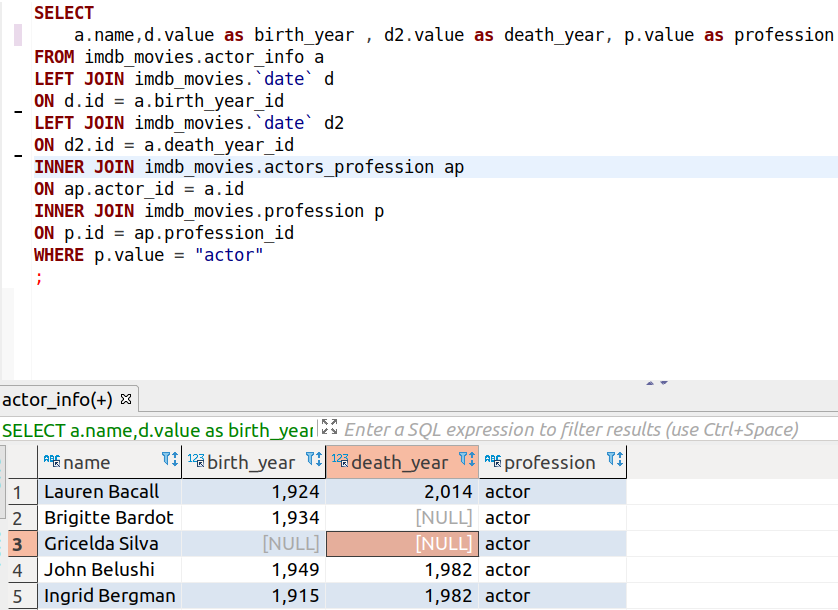 SELECT
a.name,d.value as birth_year , d2.value as death_year, p.value as profession
FROM imdb_movies.actor_info a
LEFT JOIN imdb_movies.`date` d
ON d.id = a.birth_year_id
LEFT JOIN imdb_movies.`date` d2
ON d2.id = a.death_year_id
INNER JOIN imdb_movies.actors_profession ap
ON ap.actor_id = a.id
INNER JOIN imdb_movies.profession p
ON p.id = ap.profession_id
WHERE p.value = "actor"
;
actor_info(+)
SELECT a.name,d.value as birth_year Enter a SQL expression to filter results (use Ctrl+Space)
ABC name 123 birth_year 123 death_year ABC profession
1 Lauren Bacall 1,924 2,014 actor
2 Brigitte Bardot 1,934 [NULL] actor
3 Gricelda Silva [NULL] [NULL] actor
4 John Belushi 1,949 1,982 actor
5 Ingrid Bergman 1,915 1,982 actor